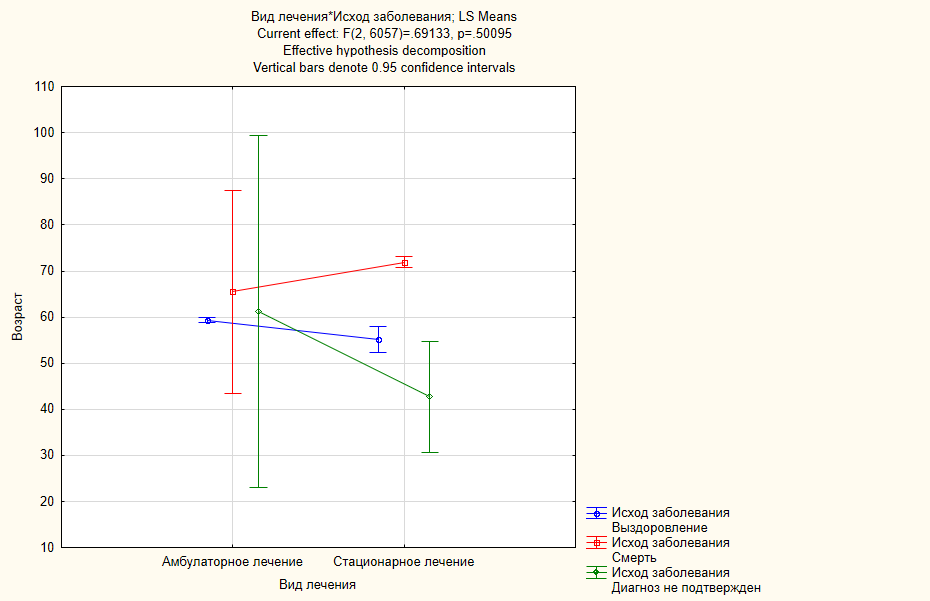 Вид лечения*Исход заболевания; LS Means
Current effect: F(2, 6057)=.69133, p=.50095
Effective hypothesis decomposition
Vertical bars denote 0.95 confidence intervals
110
100
90
80
70
60
50
40
30
20
10
Возраст
Амбулаторное лечение Стационарное лечение
Вид лечения
Исход заболевания
Выздоровление
Исход заболевания
Смерть
Исход заболевания
Диагноз не подтвержден